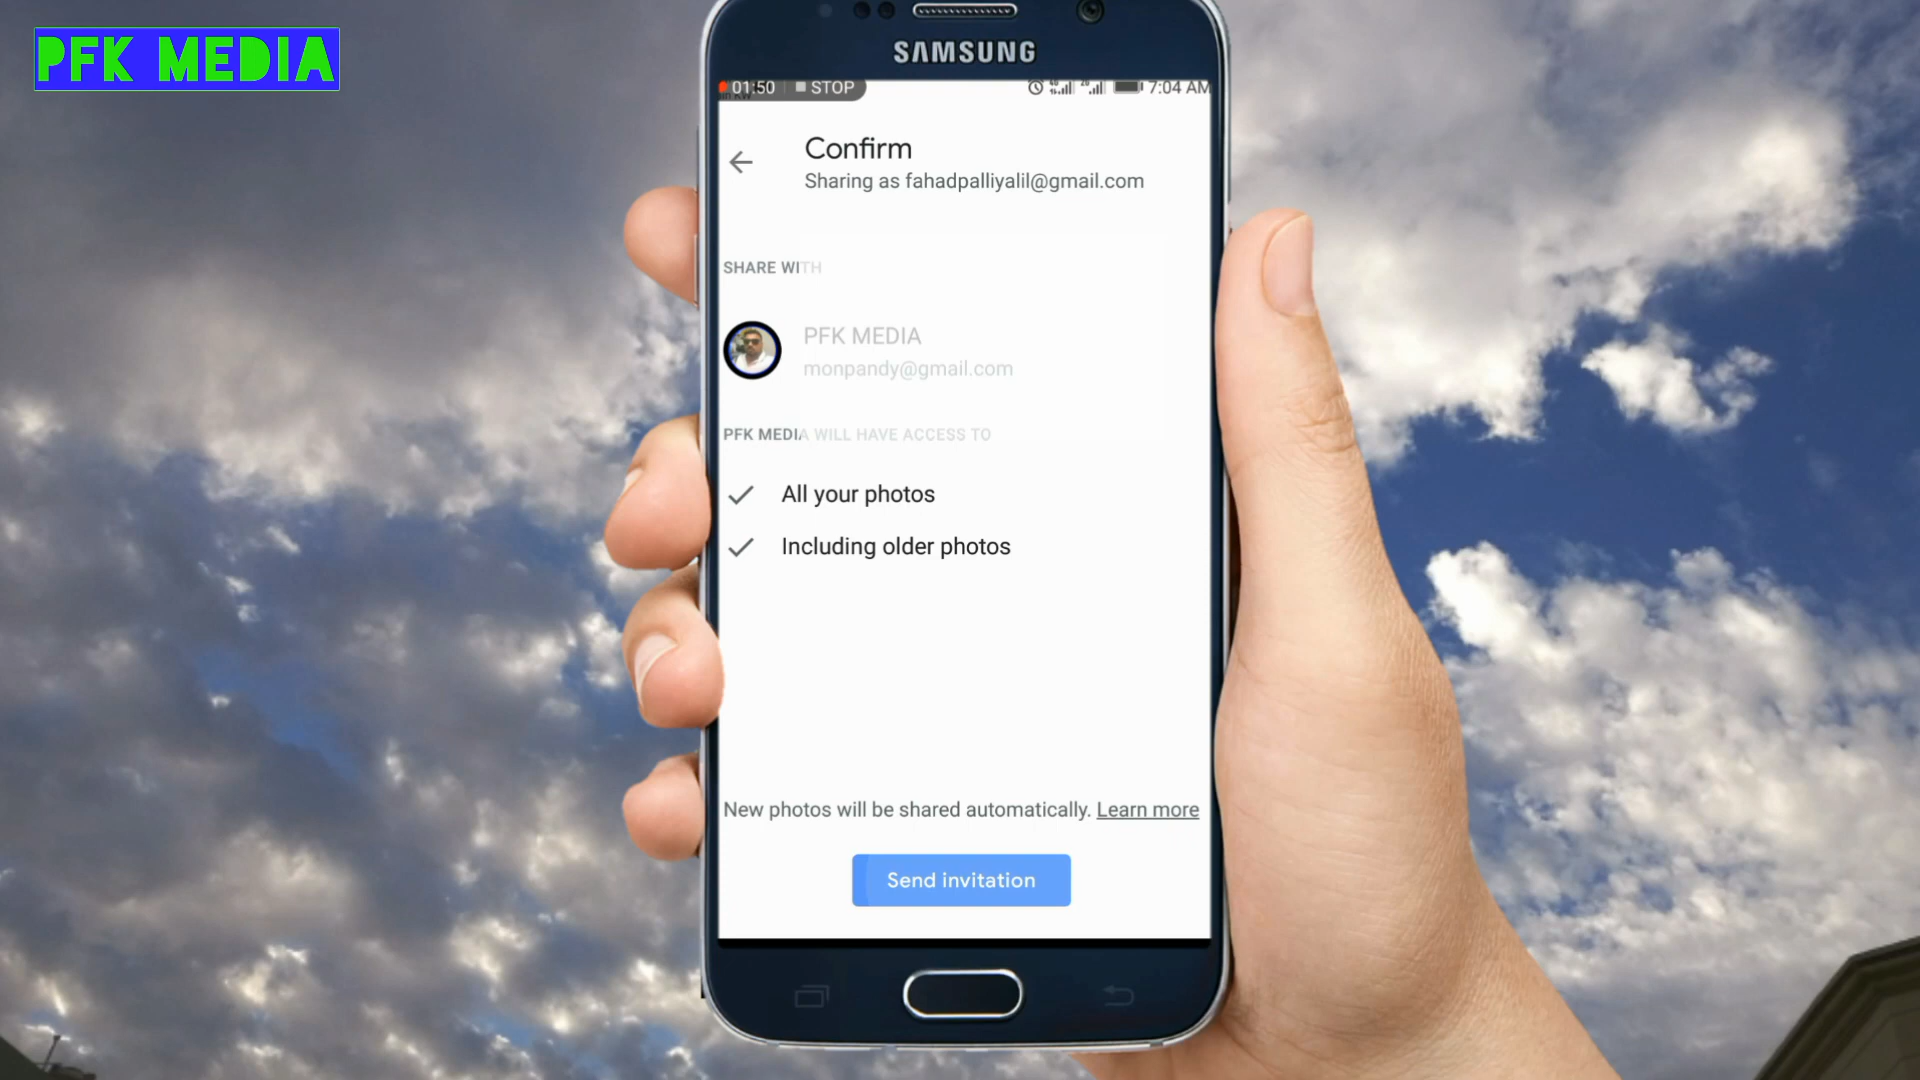 PFK MEDIA
SAMSUNG
01:50 STOP 7:04 AM
Confirm
Sharing as fahadpalliyalil@gmail.com
SHARE WITH
PFK MEDIA
monpandy@gmail.com
PFK MEDIA WILL HAVE ACCESS TO
All your photos
Including older photos
New photos will be shared automatically. Learn more
Send invitation